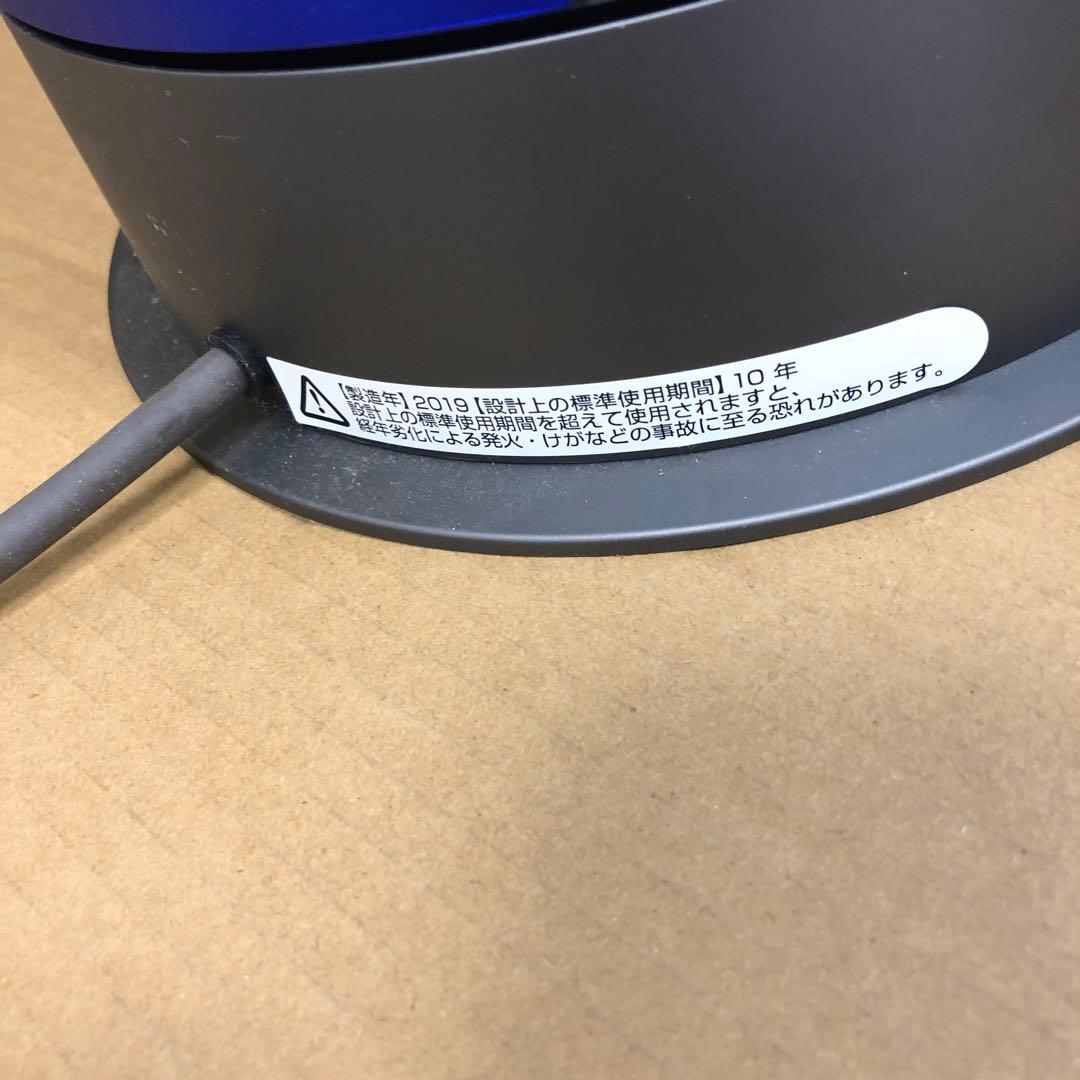 【製造年】2019【設計上の標準使用期間】10 年
設計上の標準使用期間を超えて使用されますと、
経年劣化による発火・けがなどの事故に至る恐れがあります。